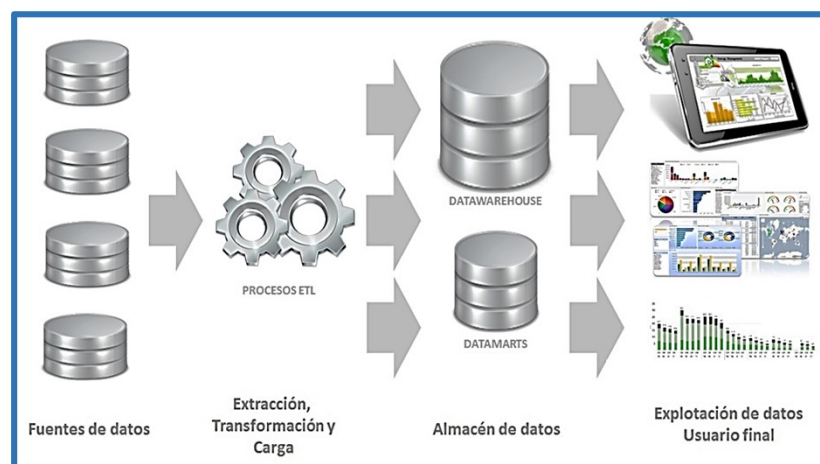 DATAWAREHOUSE
PROCESOS ETL
DATAMARTS
Fuentes de datos
Extracción,
Transformación y
Carga
Almacén de datos
Explotación de datos
Usuario final